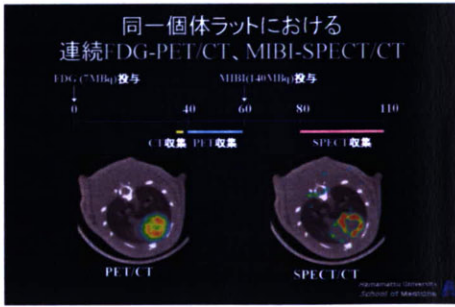 同一個体ラットにおける
連続FDG-PET/CT、MIBI-SPECT/CT
FDG (7MBq)投与
MIBI(140MBq)投与
0 40 60 80 110
CT収集 PET収集 SPECT収集
PET/CT SPECT/CT
Hamamatsu University
School of Medicine